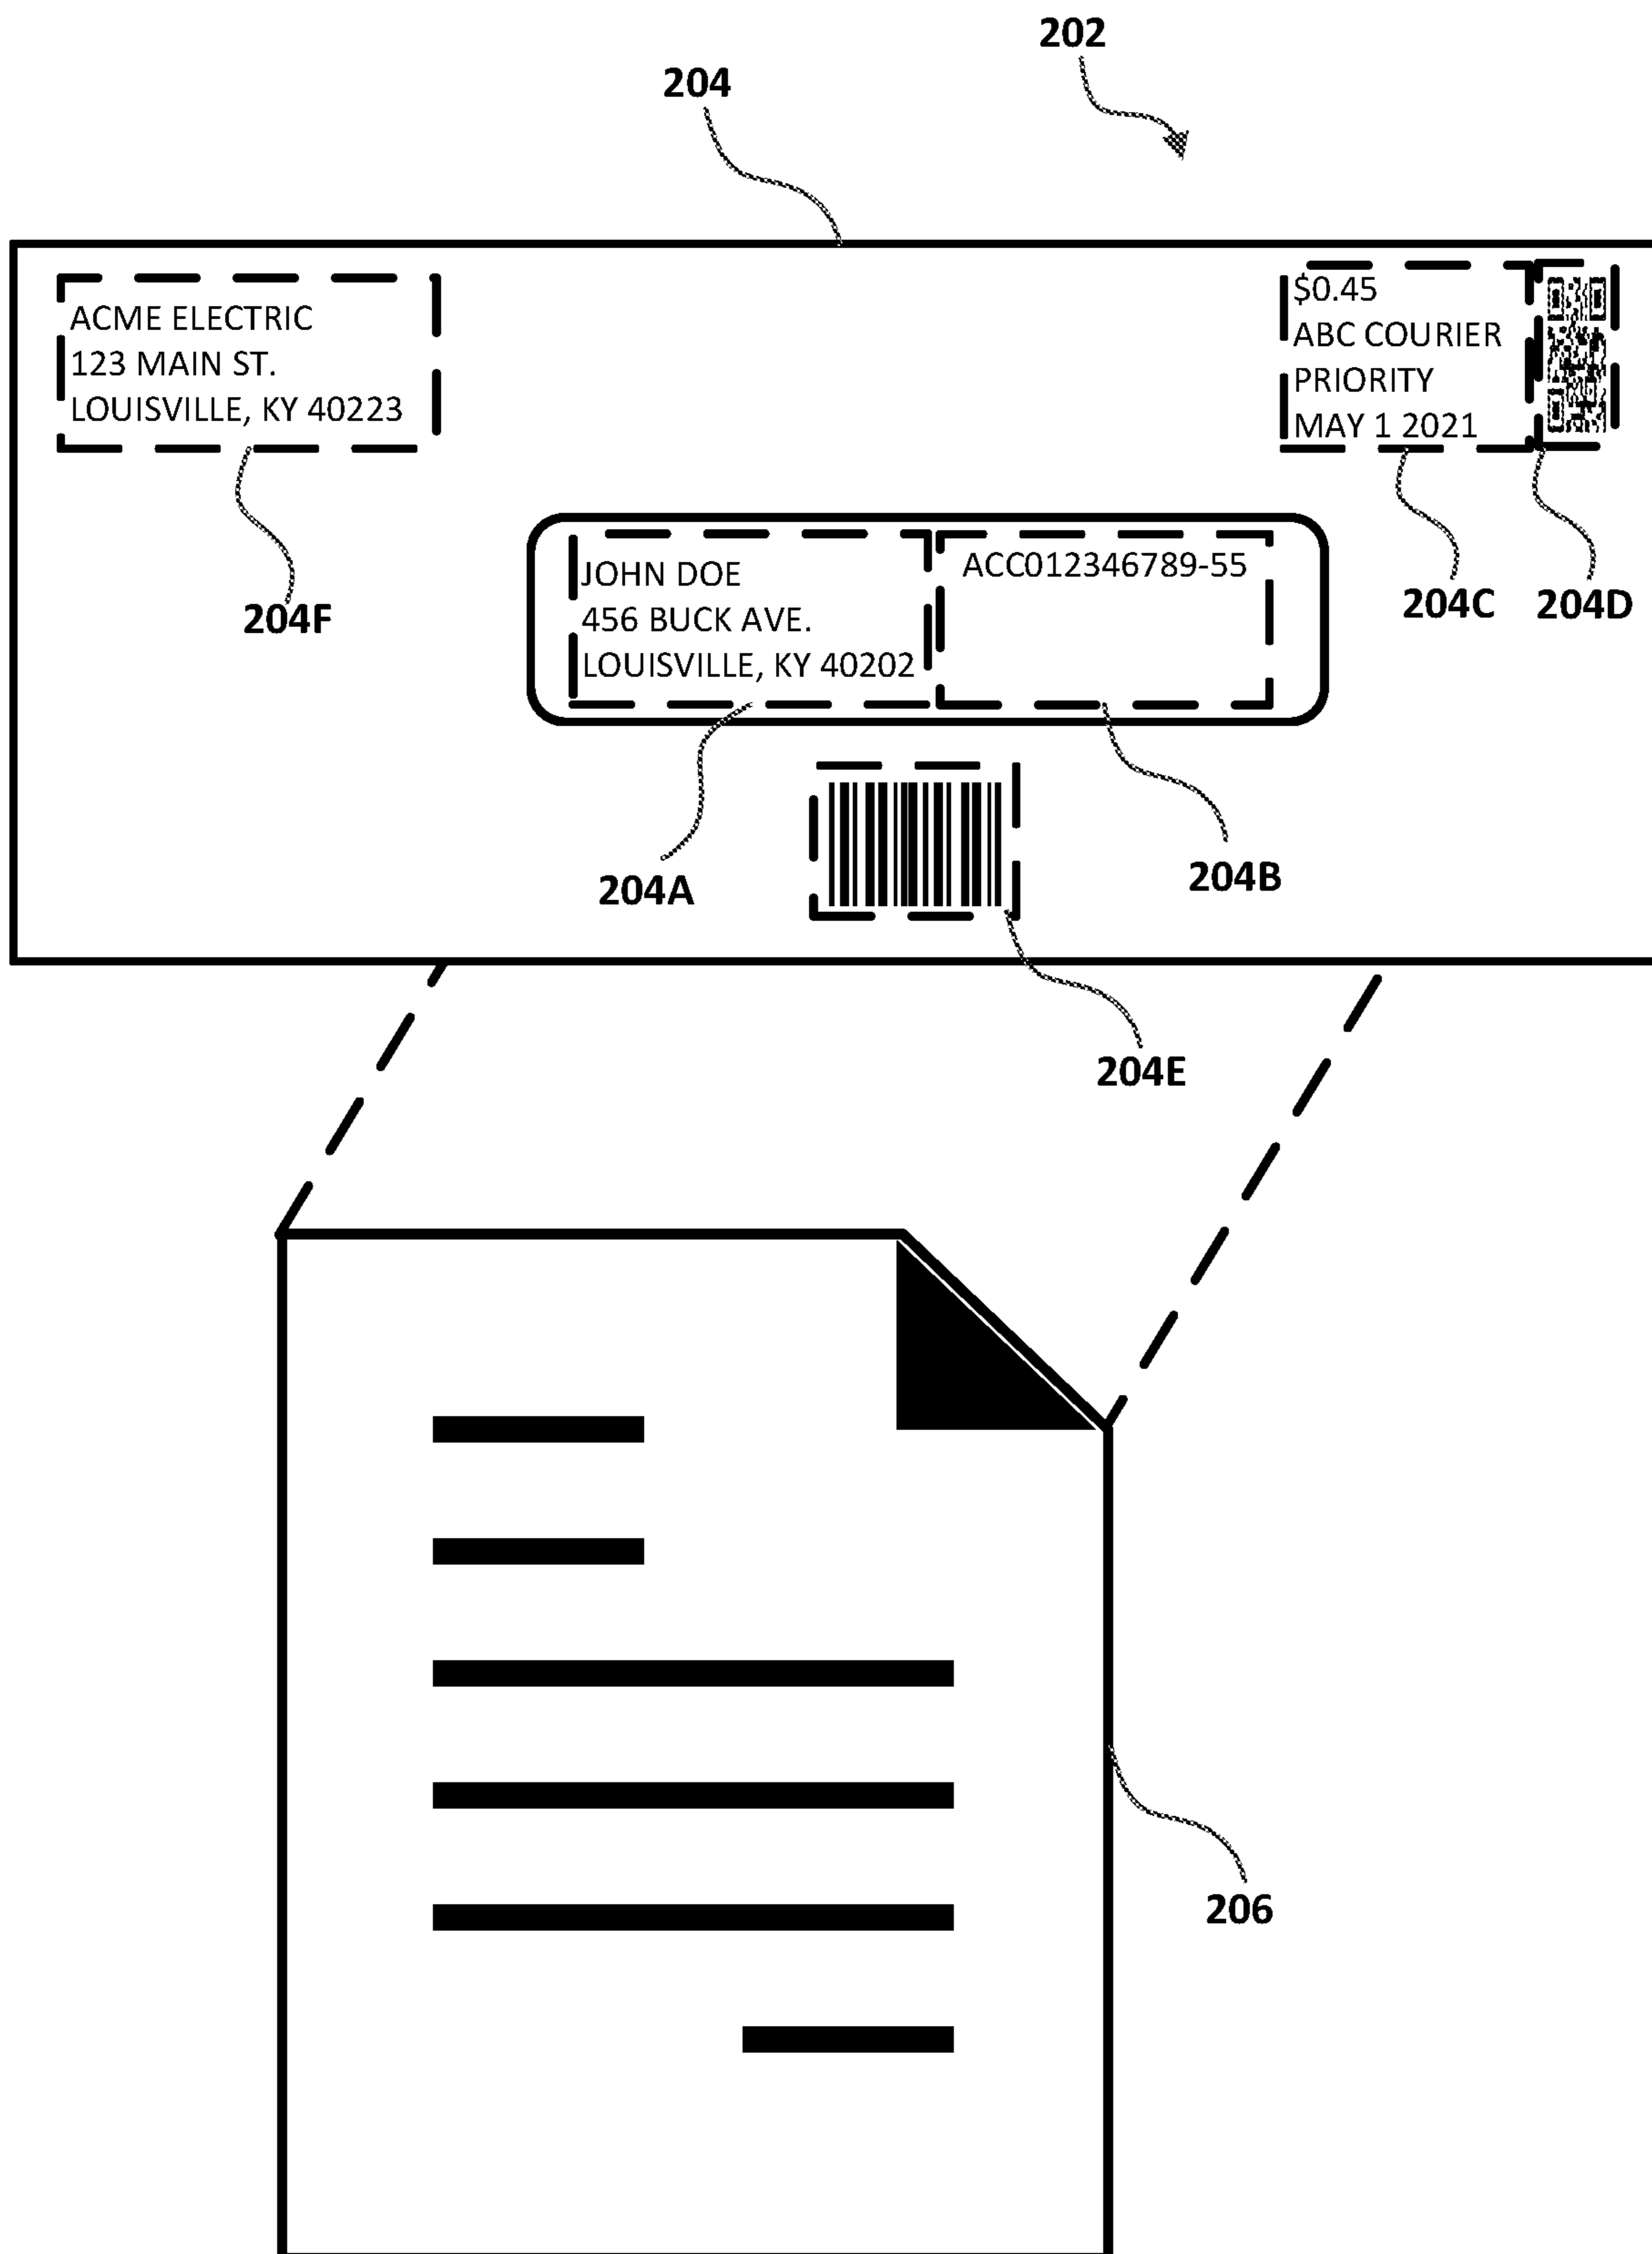 202
204
ACME ELECTRIC
123 MAIN ST.
LOUISVILLE, KY 40223
$0.45
ABC COURIER
PRIORITY
MAY 1 2021
204F
JOHN DOE
456 BUCK AVE.
LOUISVILLE, KY 40202
ACC012346789-55
204C
204D
204A
204B
204E
206